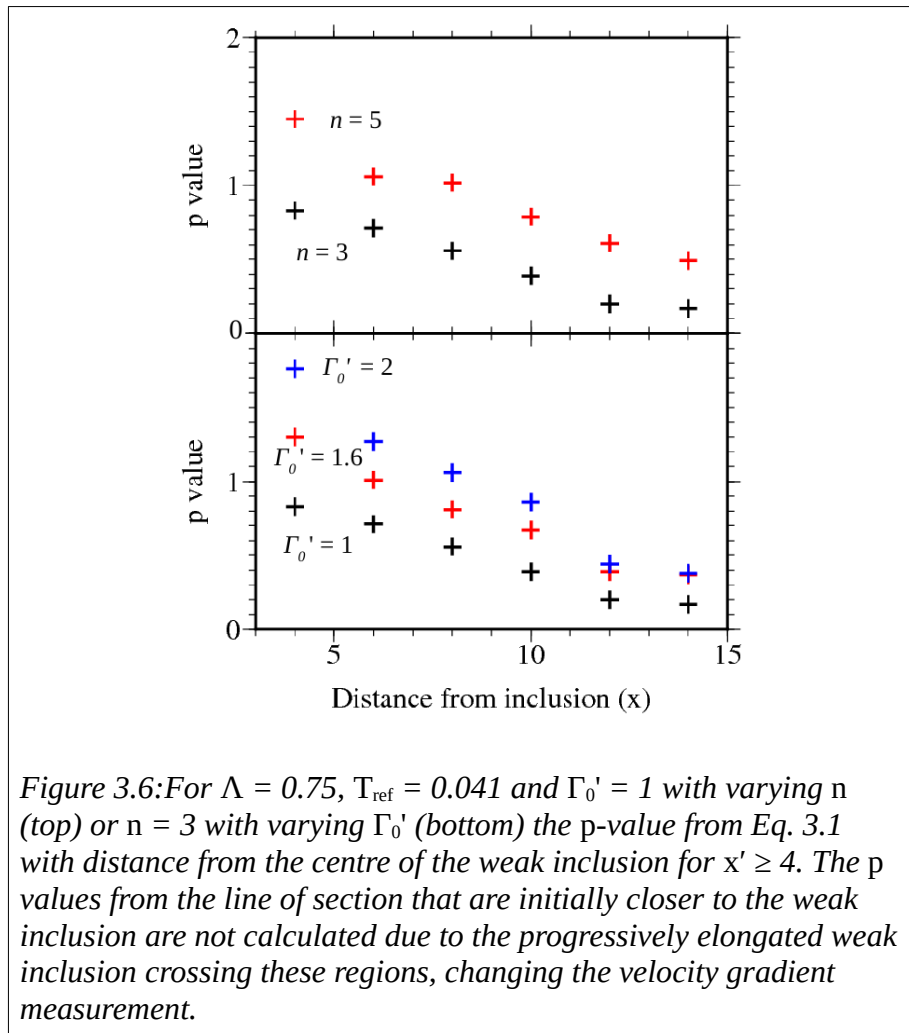 2
p value
n = 5
1
n = 3
0
Γ₀' = 2
Γ₀' = 1.6
p value
1
Γ₀' = 1
0
5
10
15
Distance from inclusion (x)
Figure 3.6:For Λ = 0.75, Tref = 0.041 and Γ₀' = 1 with varying n
(top) or n = 3 with varying Γ₀' (bottom) the p-value from Eq. 3.1
with distance from the centre of the weak inclusion for x′ ≥ 4. The p
values from the line of section that are initially closer to the weak
inclusion are not calculated due to the progressively elongated weak
inclusion crossing these regions, changing the velocity gradient
measurement.